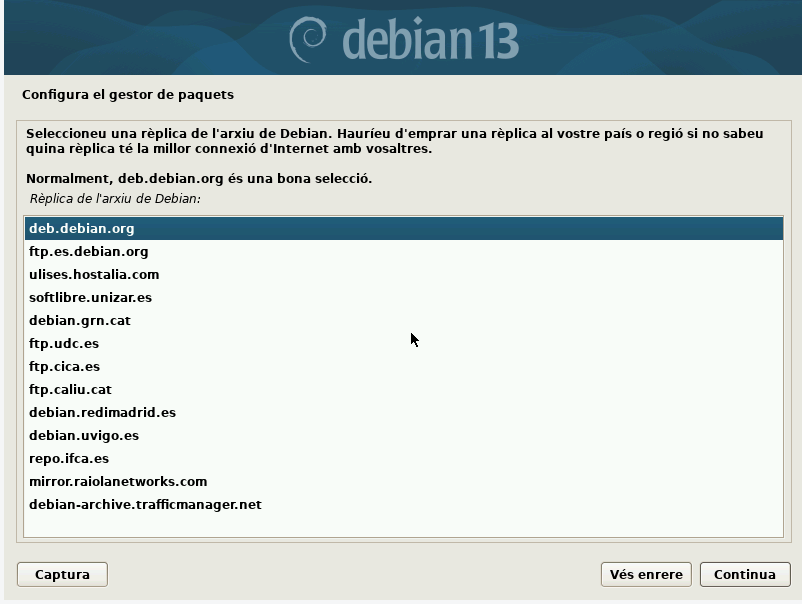 debian 13
Configura el gestor de paquets
Seleccioneu una rèplica de l'arxiu de Debian. Hauríeu d'emprar una rèplica al vostre país o regió si no sabeu
quina rèplica té la millor connexió d'Internet amb vosaltres.
Normalment, deb.debian.org és una bona selecció.
Rèplica de l'arxiu de Debian:
deb.debian.org
ftp.es.debian.org
ulises.hostalia.com
softlibre.unizar.es
debian.grn.cat
ftp.udc.es
ftp.cica.es
ftp.caliu.cat
debian.redimadrid.es
debian.uvigo.es
repo.ifca.es
mirror.raiolanetworks.com
debian-archive.trafficmanager.net
Captura
Vés enrere
Continua